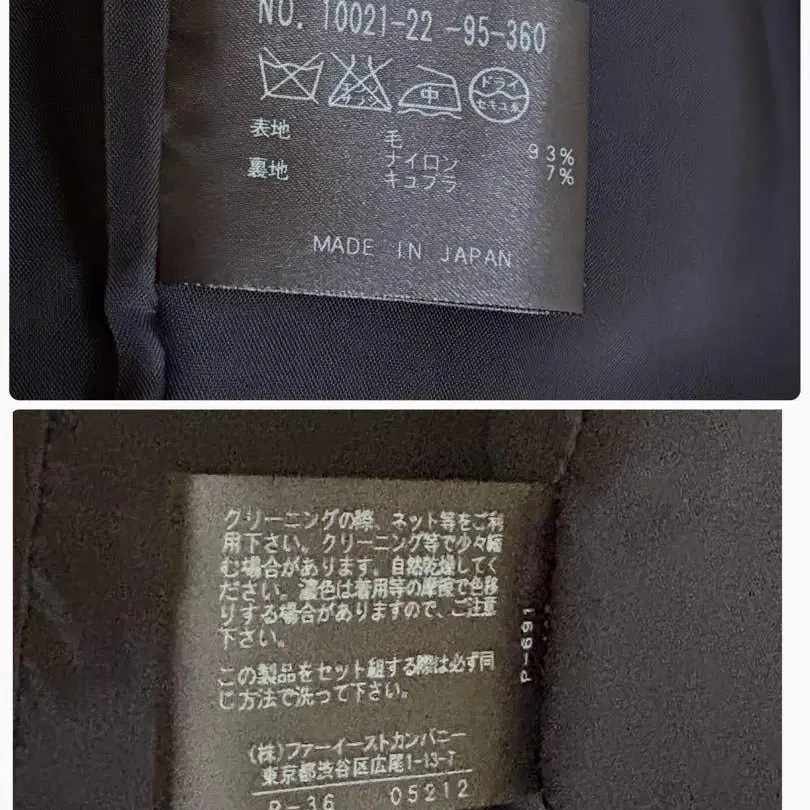 NO. 10021-22 -95-360
中 ドライ
セキユ系
表地 毛 93%
ナイロン 7%
裏地 キュプラ
MADE IN JAPAN
クリーニングの際、ネット等をご利
用下さい。クリーニング等で少々縮
む場合があります。自然乾燥してく
ださい。濃色は着用等の摩擦で色移
りする場合がありますので、ご注意
下さい。
この製品をセット組する際は必ず同
じ方法で洗って下さい。
(株)ファーイーストカンパニー
東京都渋谷区広尾1-13-7
P-36 05212
P-691